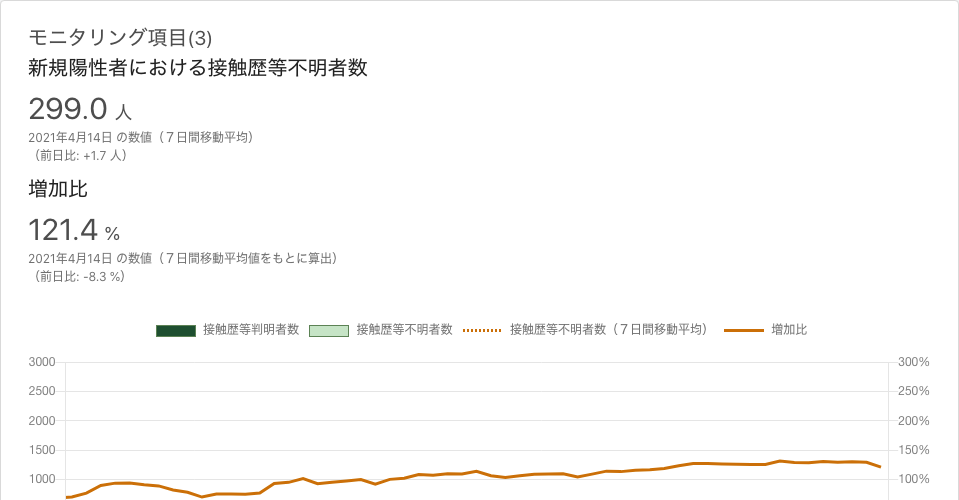 モニタリング項目(3)
新規陽性者における接触歴等不明者数
299.0 人
2021年4月14日 の数値（７日間移動平均）
（前日比: +1.7 人）
増加比
121.4 %
2021年4月14日 の数値（７日間移動平均値をもとに算出）
（前日比: -8.3 %）
接触歴等判明者数 接触歴等不明者数 接触歴等不明者数（７日間移動平均） 増加比
3000 300%
2500 250%
2000 200%
1500 150%
1000 100%